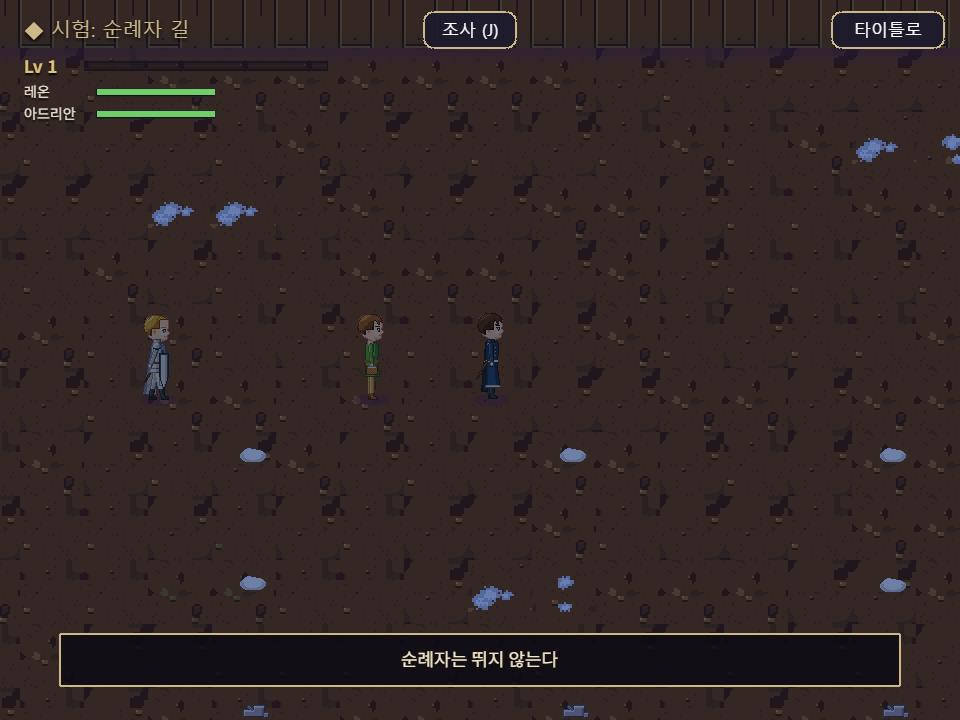 ◆ 시험: 순례자 길
조사 (J)
타이틀로
Lv 1
레온
아드리안
순례자는 뛰지 않는다